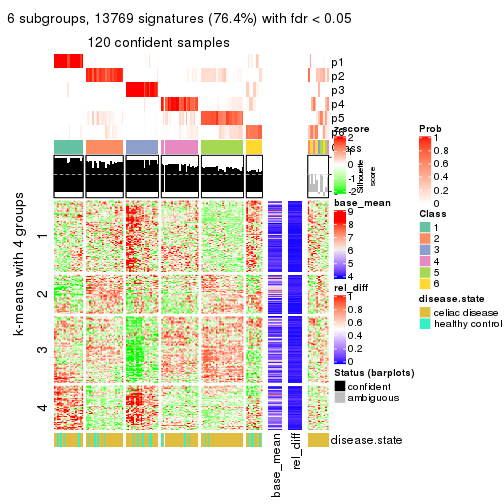 6 subgroups, 13769 signatures (76.4%) with fdr < 0.05
120 confident samples
p1
p2
p3
p4
p5
z-score
2
1
0
-1
-2
Silhouette
score
base_mean
9
8
7
6
5
4
rel_diff
1
0.8
0.6
0.4
0.2
0
Status (barplots)
confident
ambiguous
Prob
1
0.8
0.6
0.4
0.2
0
Class
1
2
3
4
5
6
disease.state
celiac disease
healthy control
k-means with 4 groups
1
2
3
4
disease.state
base_mean
rel_diff